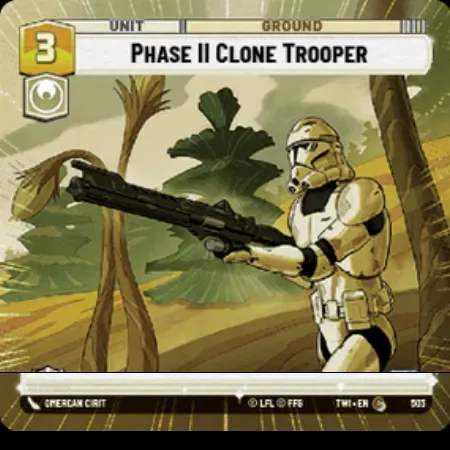 UNIT
GROUND
3
PHASE II CLONE TROOPER
OMERCAN CIRIT
© LFL © FFG
TWI • EN
503